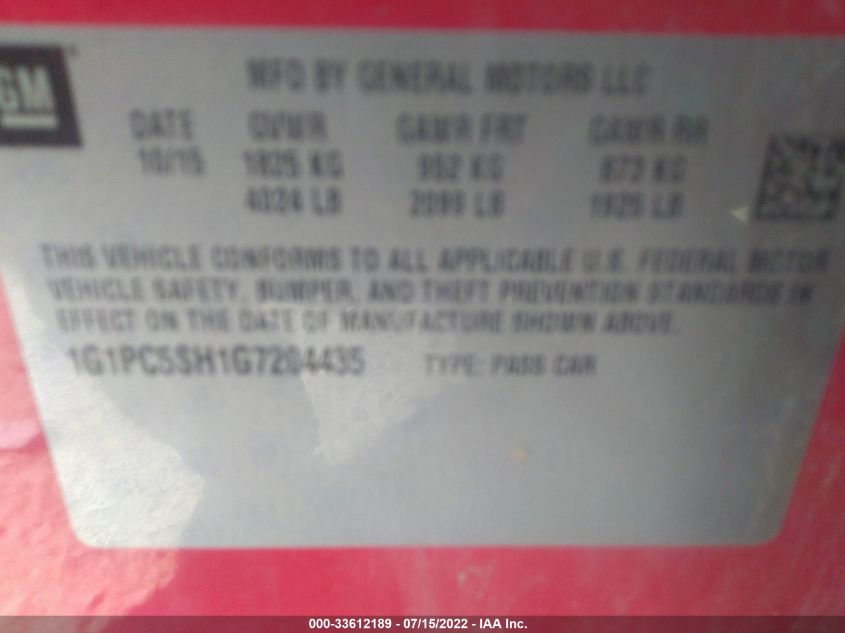 GM
MFD BY GENERAL MOTORS LLC
DATE GVWR GAWR FRT GAWR RR
10/15 1825 KG 952 KG 873 KG
4024 LB 2099 LB 1925 LB
THIS VEHICLE CONFORMS TO ALL APPLICABLE U.S. FEDERAL MOTOR
VEHICLE SAFETY, BUMPER, AND THEFT PREVENTION STANDARDS IN
EFFECT ON THE DATE OF MANUFACTURE SHOWN ABOVE.
1G1PC5SH1G7204435 TYPE: PASS CAR
000-33612189 - 07/15/2022 - IAA Inc.